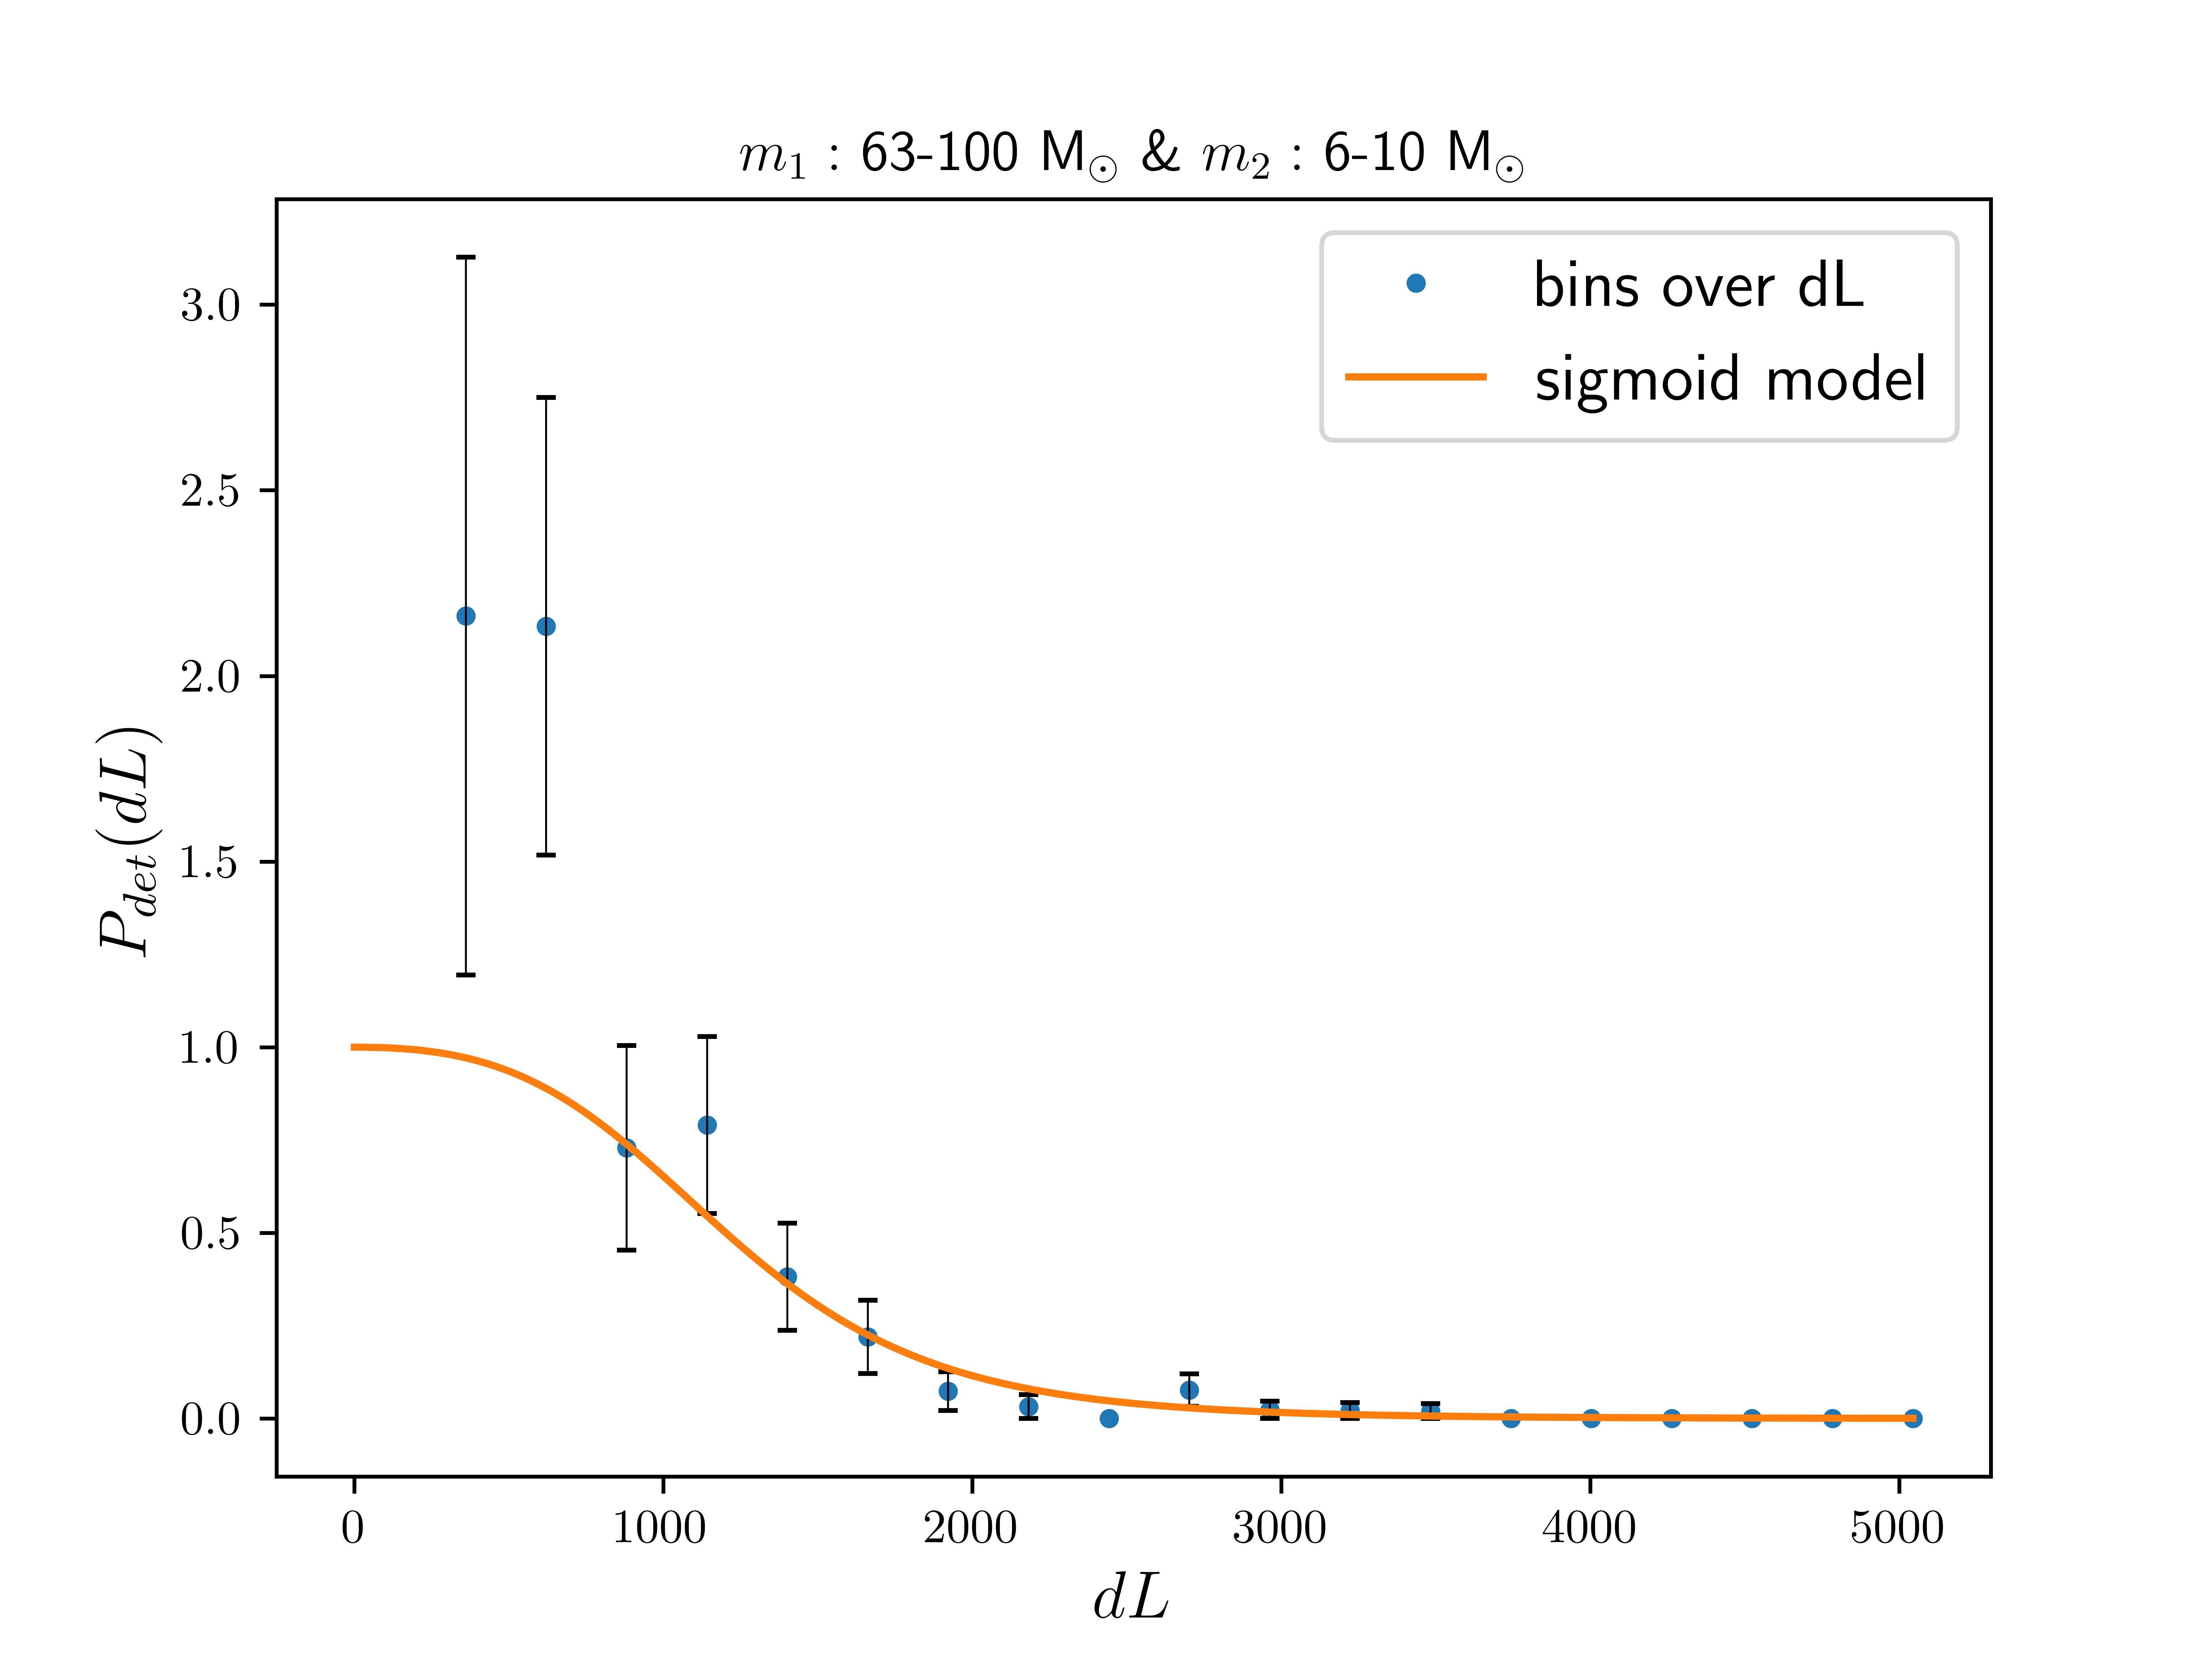 m₁ : 63-100 M⊙ & m₂ : 6-10 M⊙
bins over dL
sigmoid model
3.0
2.5
2.0
1.5
1.0
0.5
0.0
P_det(dL)
0 1000 2000 3000 4000 5000
dL